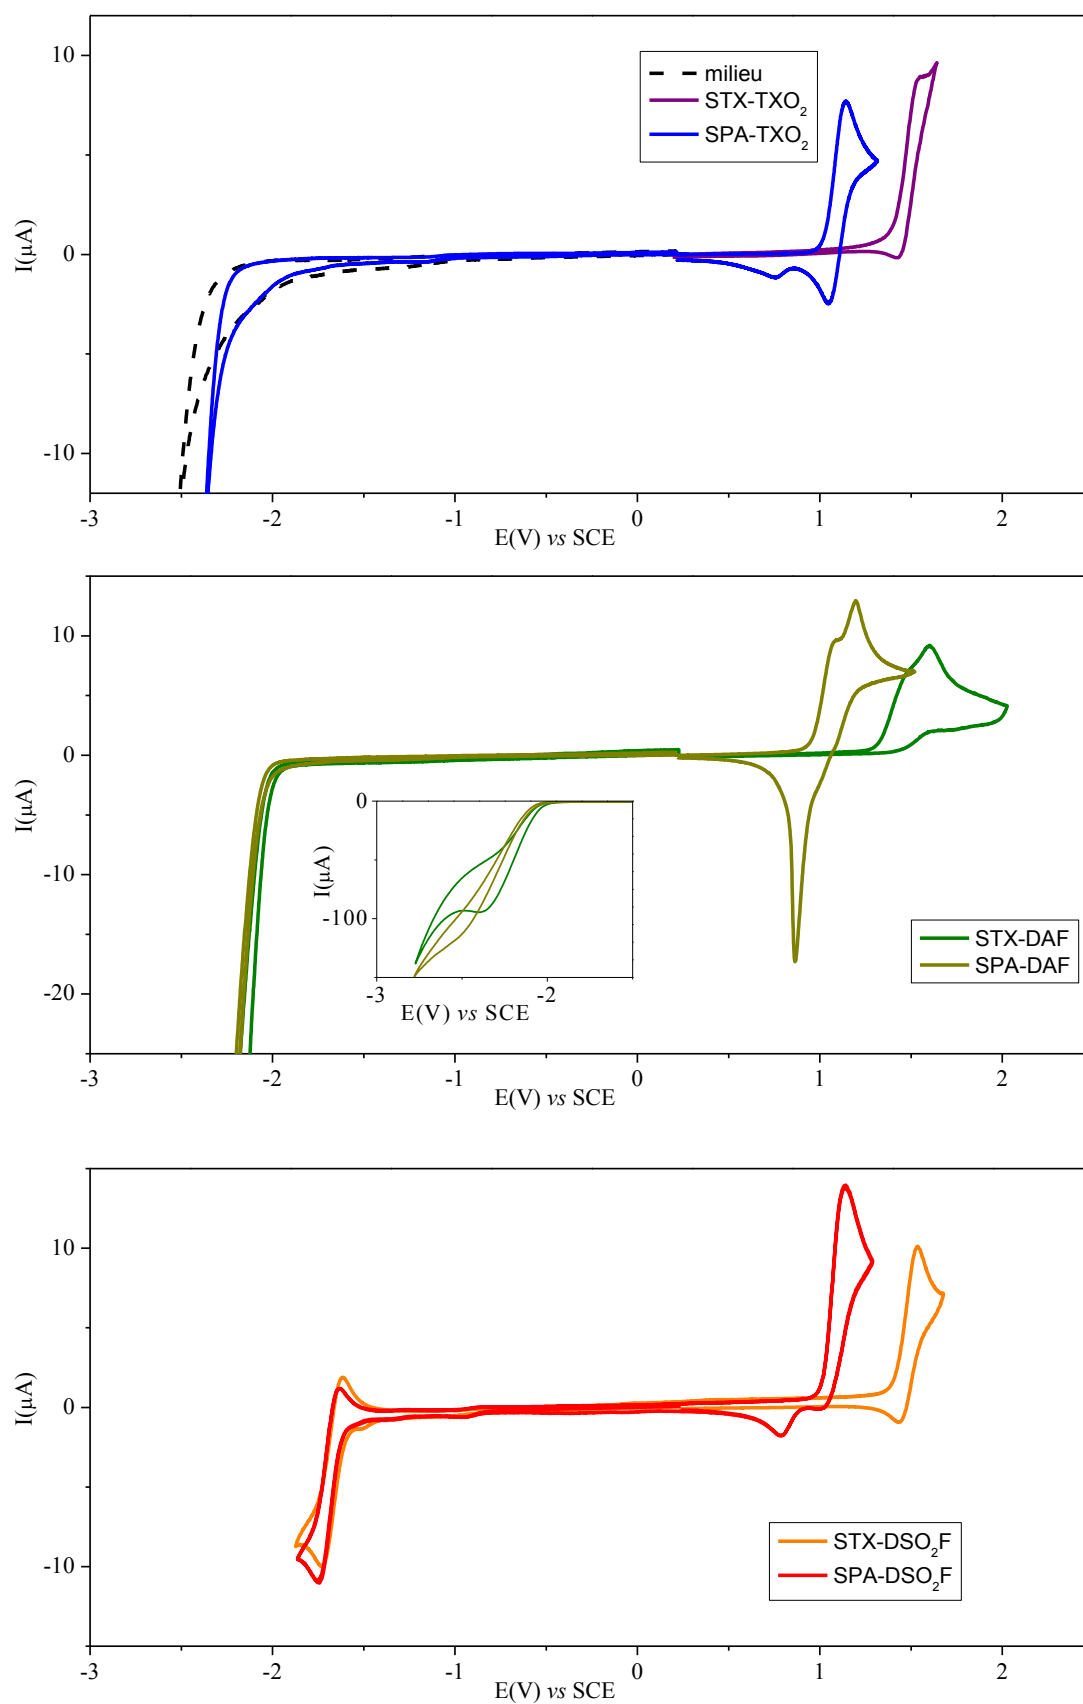 10
0
-10
I(µA)
milieu
STX-TXO₂
SPA-TXO₂
-3 -2 -1 0 1 2
E(V) vs SCE
10
0
-10
-20
I(µA)
0
-100
I(µA)
-3 -2
E(V) vs SCE
STX-DAF
SPA-DAF
-3 -2 -1 0 1 2
E(V) vs SCE
10
0
-10
I(µA)
STX-DSO₂F
SPA-DSO₂F
-3 -2 -1 0 1 2
E(V) vs SCE